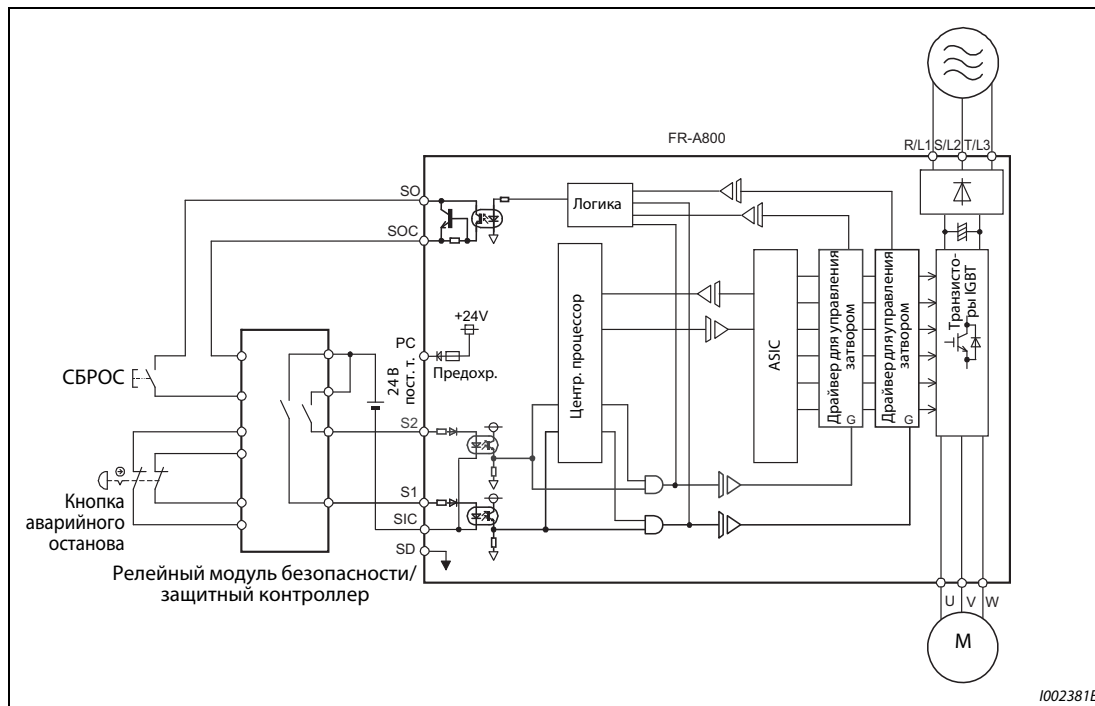 FR-A800
R/L1 S/L2 T/L3
SO
SOC
Логика
+24V
PC
Предохр.
24 В
пост. т.
Центр. процессор
ASIC
Драйвер для управления
затвором
G
Драйвер для управления
затвором
G
Транзисто-
ры IGBT
СБРОС
S2
S1
SIC
SD
Кнопка
аварийного
останова
Релейный модуль безопасности/
защитный контроллер
U V W
M
I002381E